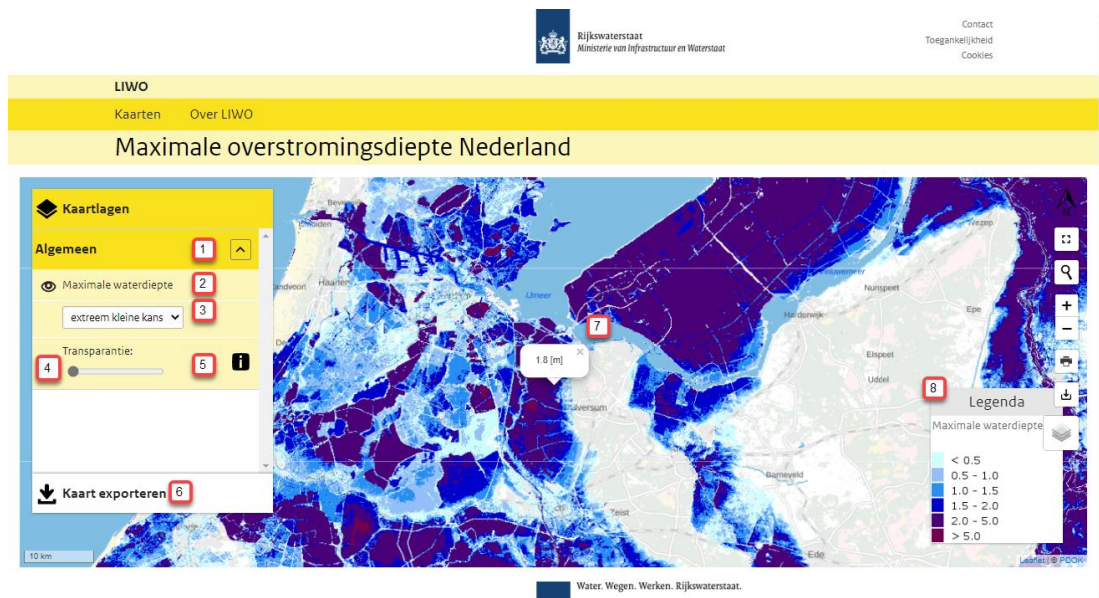 Rijkswaterstaat
Ministerie van Infrastructuur en Waterstaat
Contact
Toegankelijkheid
Cookies
LIWO
Kaarten Over LIWO
Maximale overstromingsdiepte Nederland
Kaartlagen
Algemeen 1
Maximale waterdiepte 2
extreem kleine kans 3
Transparantie:
4 5 i
Kaart exporteren 6
10 km
Haarlem
IJmeer
7
1.8 [m] ×
Veluwemeer
Wezep
N
Nunspeet
Harderwijk
Epe
Elspeet
Uddel
Barneveld
Zeist
Ede
+
−
8
Legenda
Maximale waterdiepte
< 0.5
0.5 - 1.0
1.0 - 1.5
1.5 - 2.0
2.0 - 5.0
> 5.0
Leaflet | © PDOK
Water. Wegen. Werken. Rijkswaterstaat.